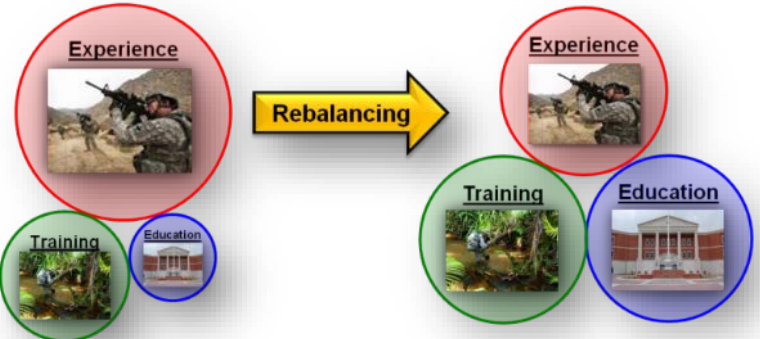 Experience
Training
Education
Rebalancing
Experience
Training
Education